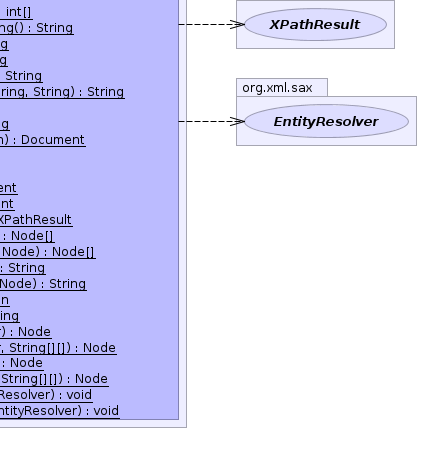 int[]
ng() : String
g
g
: String
ring, String) : String
g
n) : Document
ent
nt
XPathResult
: Node[]
Node) : Node[]
: String
Node) : String
n
ing
r) : Node
r, String[][]) : Node
: Node
String[][]) : Node
Resolver) : void
ntityResolver) : void
XPathResult
org.xml.sax
EntityResolver